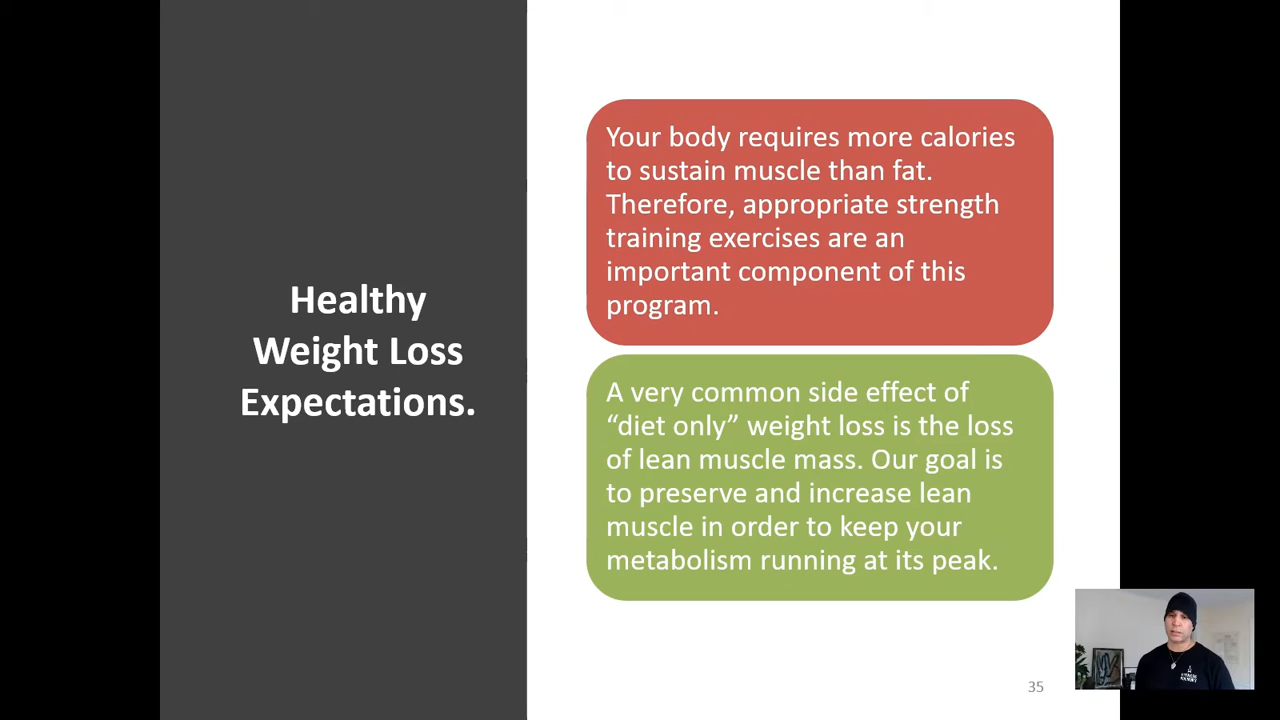 Healthy
Weight Loss
Expectations.
Your body requires more calories
to sustain muscle than fat.
Therefore, appropriate strength
training exercises are an
important component of this
program.
A very common side effect of
“diet only” weight loss is the loss
of lean muscle mass. Our goal is
to preserve and increase lean
muscle in order to keep your
metabolism running at its peak.
35